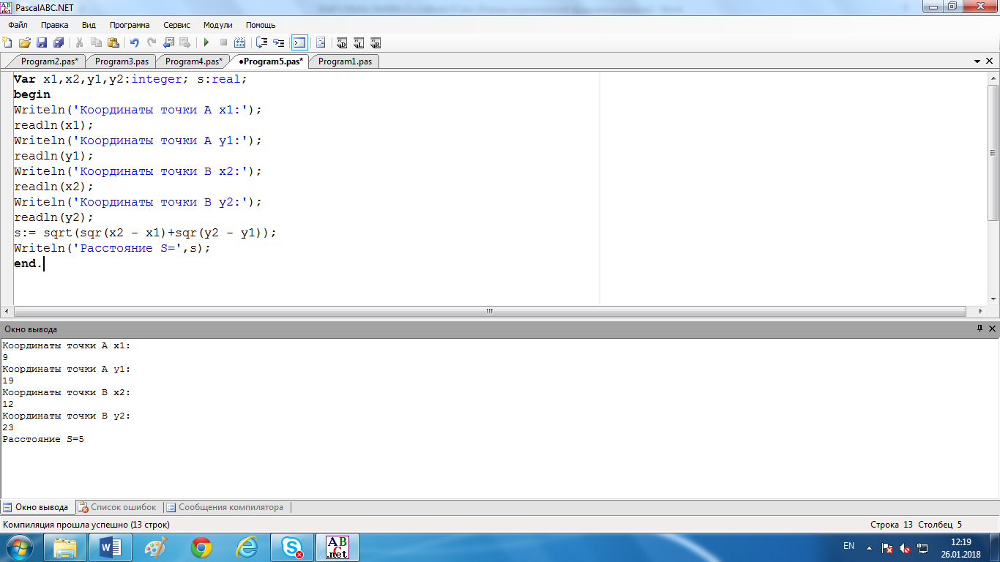 PascalABC.NET
Файл Правка Вид Программа Сервис Модули Помощь
Program2.pas* Program3.pas Program4.pas* ●Program5.pas* Program1.pas
Var x1,x2,y1,y2:integer; s:real;
begin
Writeln('Координаты точки A x1:');
readln(x1);
Writeln('Координаты точки A y1:');
readln(y1);
Writeln('Координаты точки B x2:');
readln(x2);
Writeln('Координаты точки B y2:');
readln(y2);
s:= sqrt(sqr(x2 - x1)+sqr(y2 - y1));
Writeln('Расстояние S=',s);
end.
Окно вывода
Координаты точки A x1:
9
Координаты точки A y1:
19
Координаты точки B x2:
12
Координаты точки B y2:
23
Расстояние S=5
Окно вывода Список ошибок Сообщения компилятора
Компиляция прошла успешно (13 строк) Строка 13 Столбец 5
EN 12:19
26.01.2018